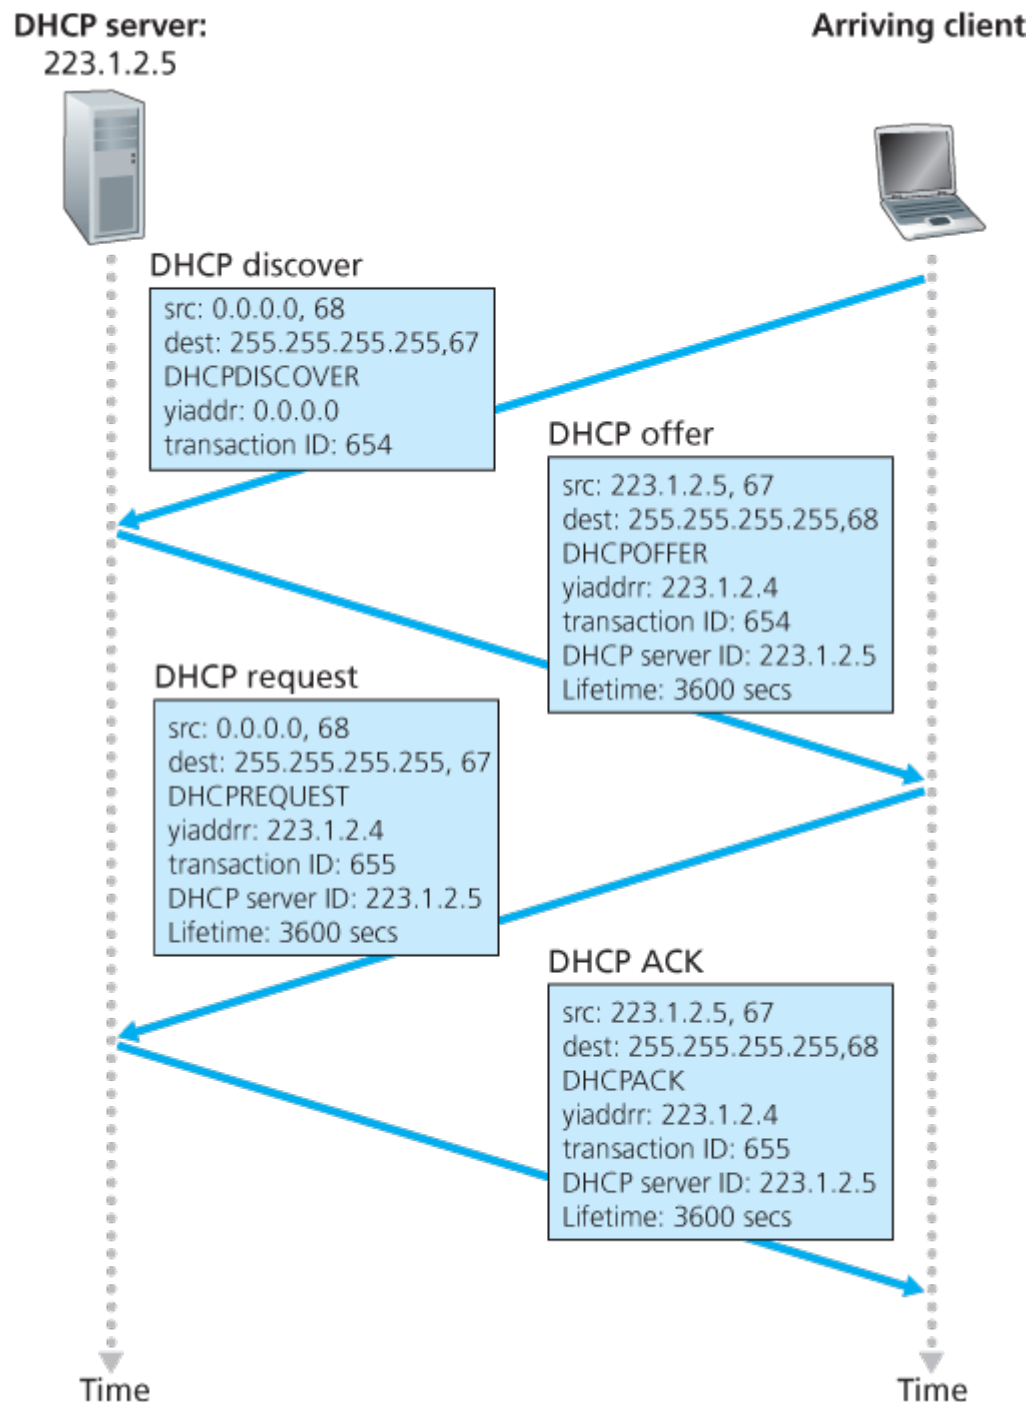 DHCP server:
223.1.2.5
Arriving client
DHCP discover
src: 0.0.0.0, 68
dest: 255.255.255.255,67
DHCPDISCOVER
yiaddr: 0.0.0.0
transaction ID: 654
DHCP offer
src: 223.1.2.5, 67
dest: 255.255.255.255,68
DHCPOFFER
yiaddrr: 223.1.2.4
transaction ID: 654
DHCP server ID: 223.1.2.5
Lifetime: 3600 secs
DHCP request
src: 0.0.0.0, 68
dest: 255.255.255.255, 67
DHCPREQUEST
yiaddrr: 223.1.2.4
transaction ID: 655
DHCP server ID: 223.1.2.5
Lifetime: 3600 secs
DHCP ACK
src: 223.1.2.5, 67
dest: 255.255.255.255,68
DHCPACK
yiaddrr: 223.1.2.4
transaction ID: 655
DHCP server ID: 223.1.2.5
Lifetime: 3600 secs
Time
Time